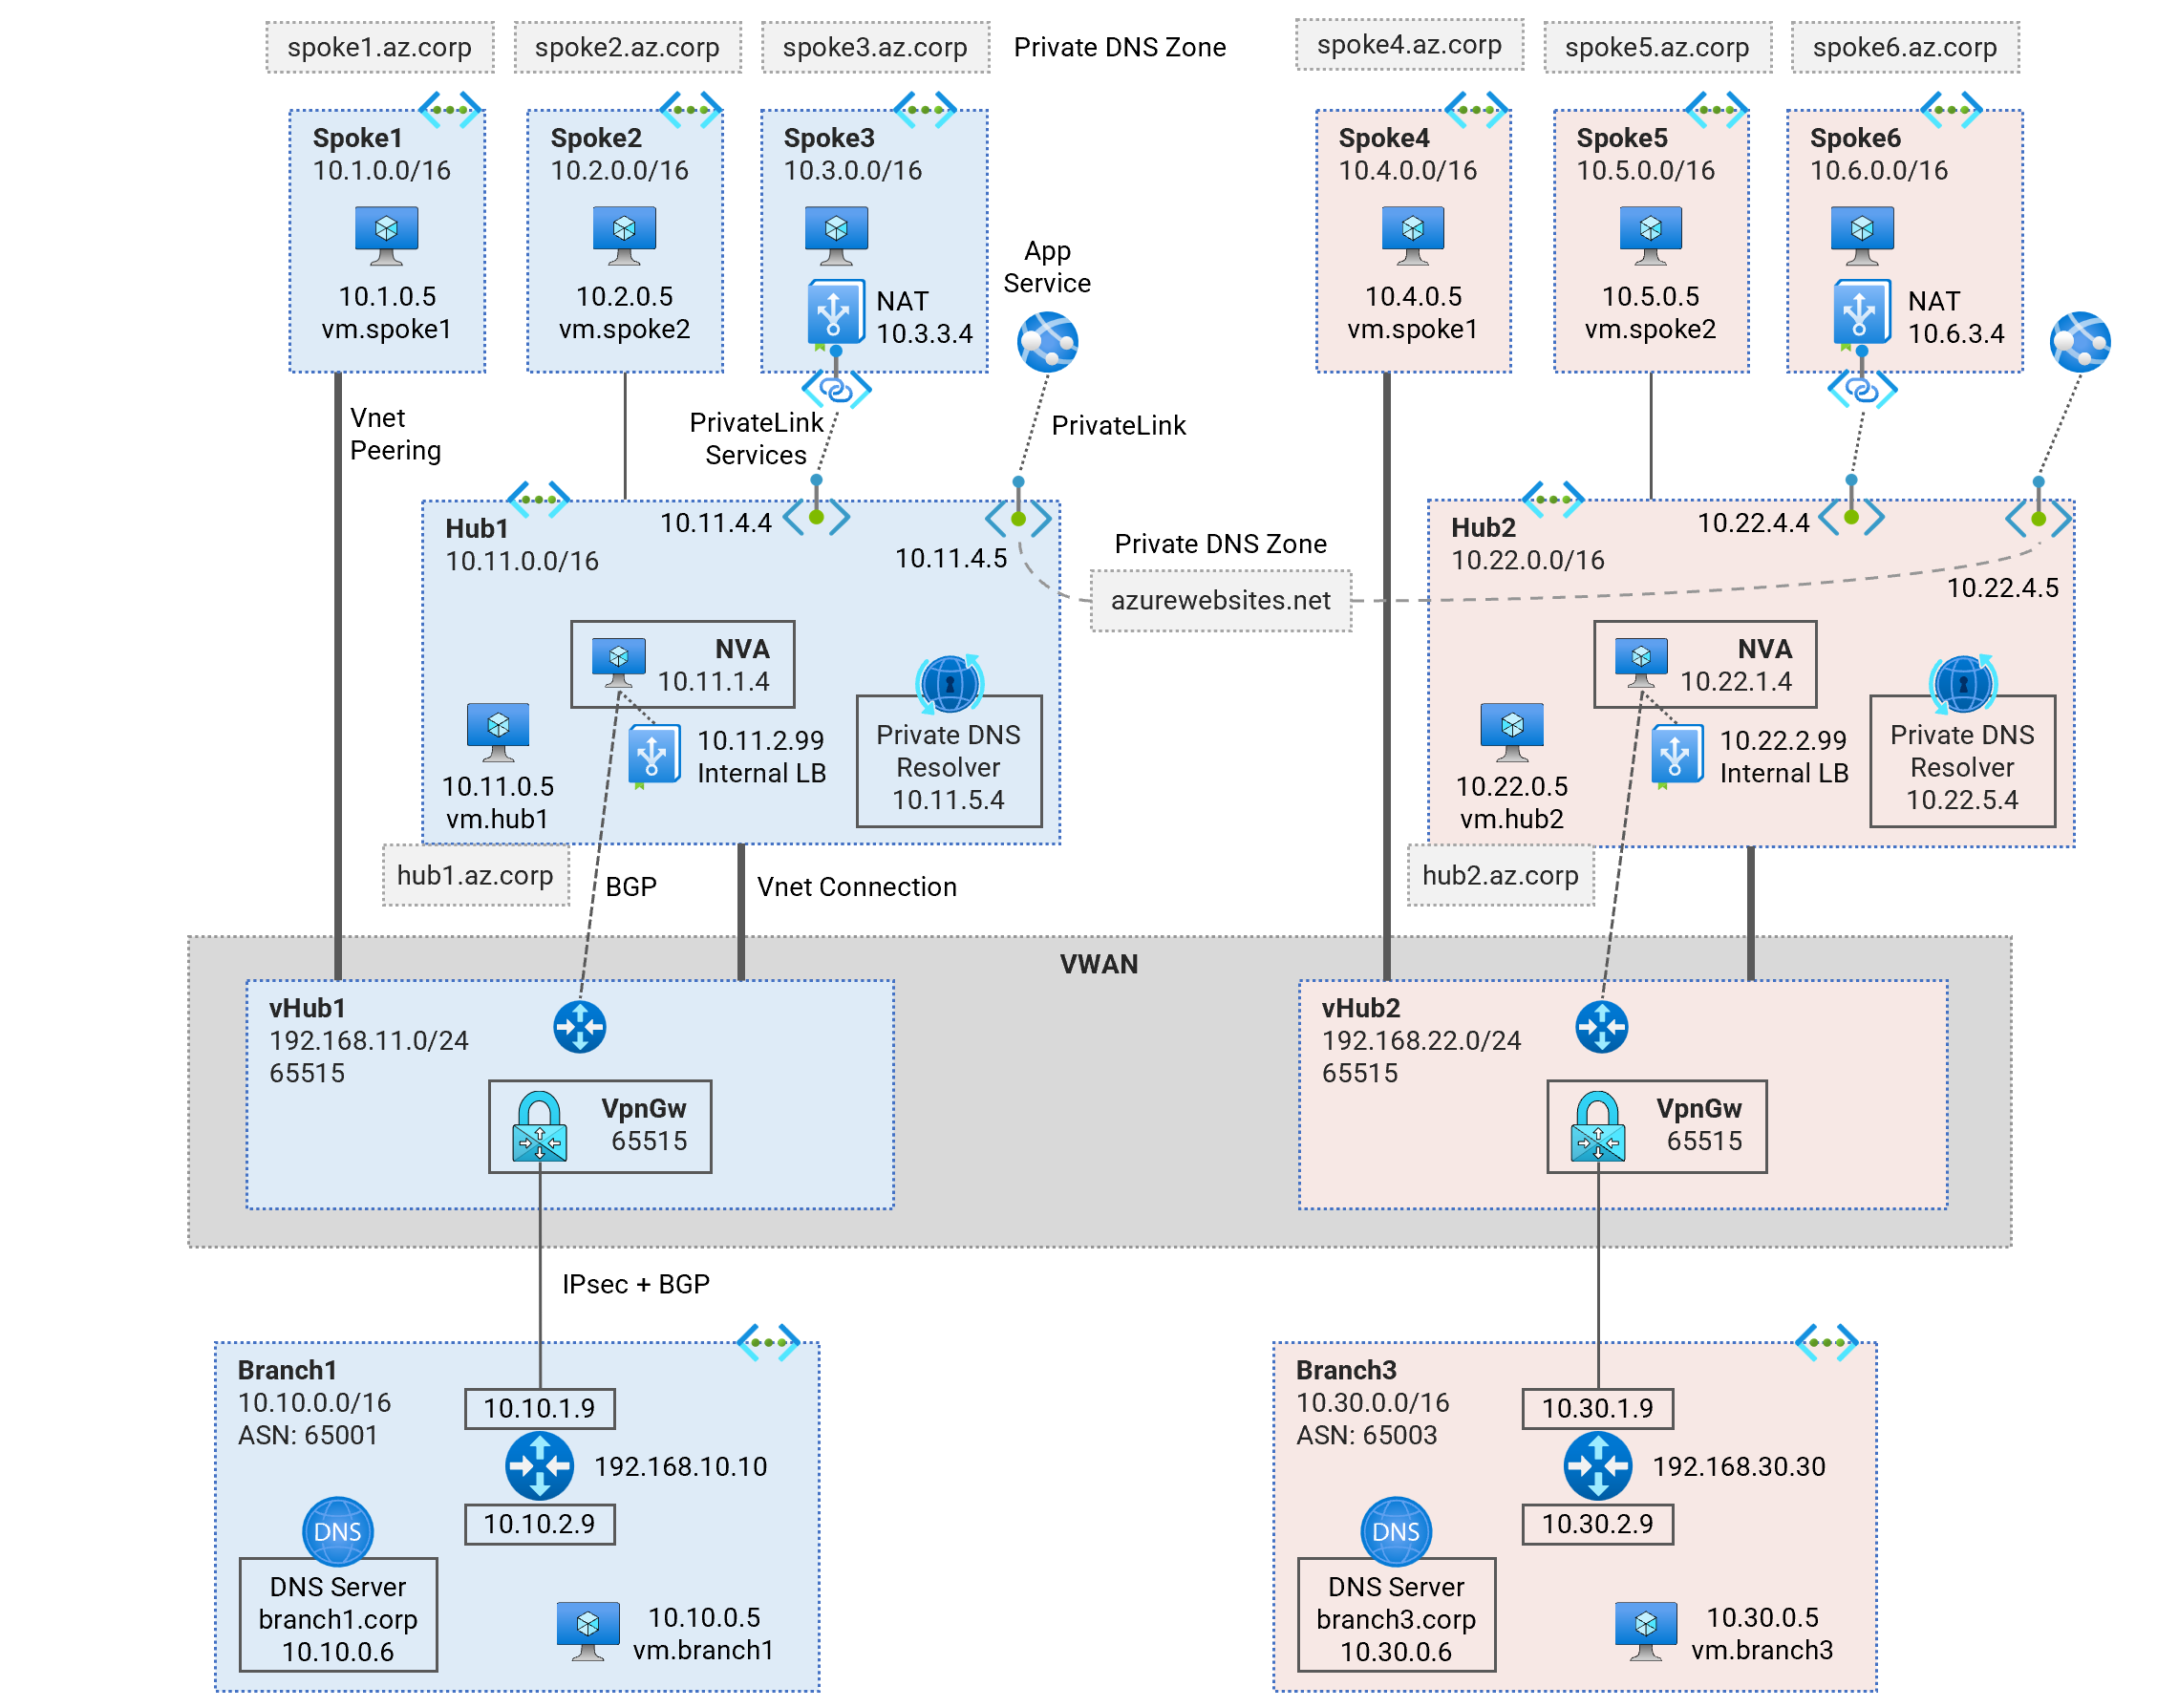 spoke1.az.corp
spoke2.az.corp
spoke3.az.corp
Private DNS Zone
spoke4.az.corp
spoke5.az.corp
spoke6.az.corp
Spoke1
10.1.0.0/16
10.1.0.5
vm.spoke1
Spoke2
10.2.0.0/16
10.2.0.5
vm.spoke2
Spoke3
10.3.0.0/16
NAT
10.3.3.4
App
Service
Spoke4
10.4.0.0/16
10.4.0.5
vm.spoke1
Spoke5
10.5.0.0/16
10.5.0.5
vm.spoke2
Spoke6
10.6.0.0/16
NAT
10.6.3.4
Vnet
Peering
PrivateLink
Services
PrivateLink
Hub1
10.11.0.0/16
10.11.4.4
10.11.4.5
NVA
10.11.1.4
10.11.2.99
Internal LB
10.11.0.5
vm.hub1
Private DNS
Resolver
10.11.5.4
Private DNS Zone
azurewebsites.net
Hub2
10.22.0.0/16
10.22.4.4
10.22.4.5
NVA
10.22.1.4
10.22.2.99
Internal LB
10.22.0.5
vm.hub2
Private DNS
Resolver
10.22.5.4
hub1.az.corp
BGP
Vnet Connection
hub2.az.corp
VWAN
vHub1
192.168.11.0/24
65515
VpnGw
65515
vHub2
192.168.22.0/24
65515
VpnGw
65515
IPsec + BGP
Branch1
10.10.0.0/16
ASN: 65001
10.10.1.9
192.168.10.10
10.10.2.9
DNS
DNS Server
branch1.corp
10.10.0.6
10.10.0.5
vm.branch1
Branch3
10.30.0.0/16
ASN: 65003
10.30.1.9
192.168.30.30
10.30.2.9
DNS
DNS Server
branch3.corp
10.30.0.6
10.30.0.5
vm.branch3